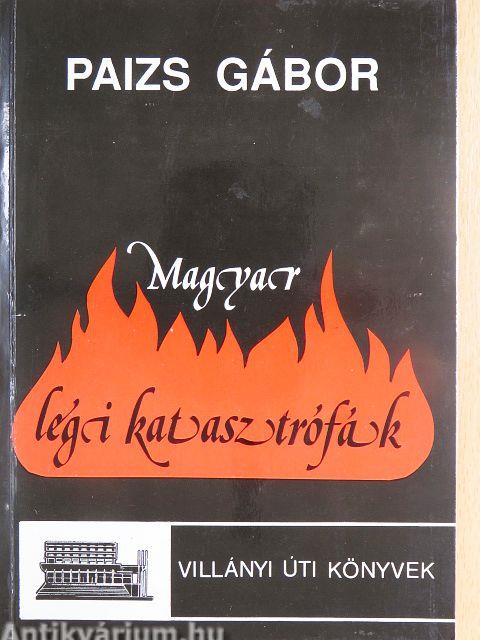 PAIZS GÁBOR
Magyar
légi katasztrófák
VILLÁNYI ÚTI KÖNYVEK
Antikvárium.hu